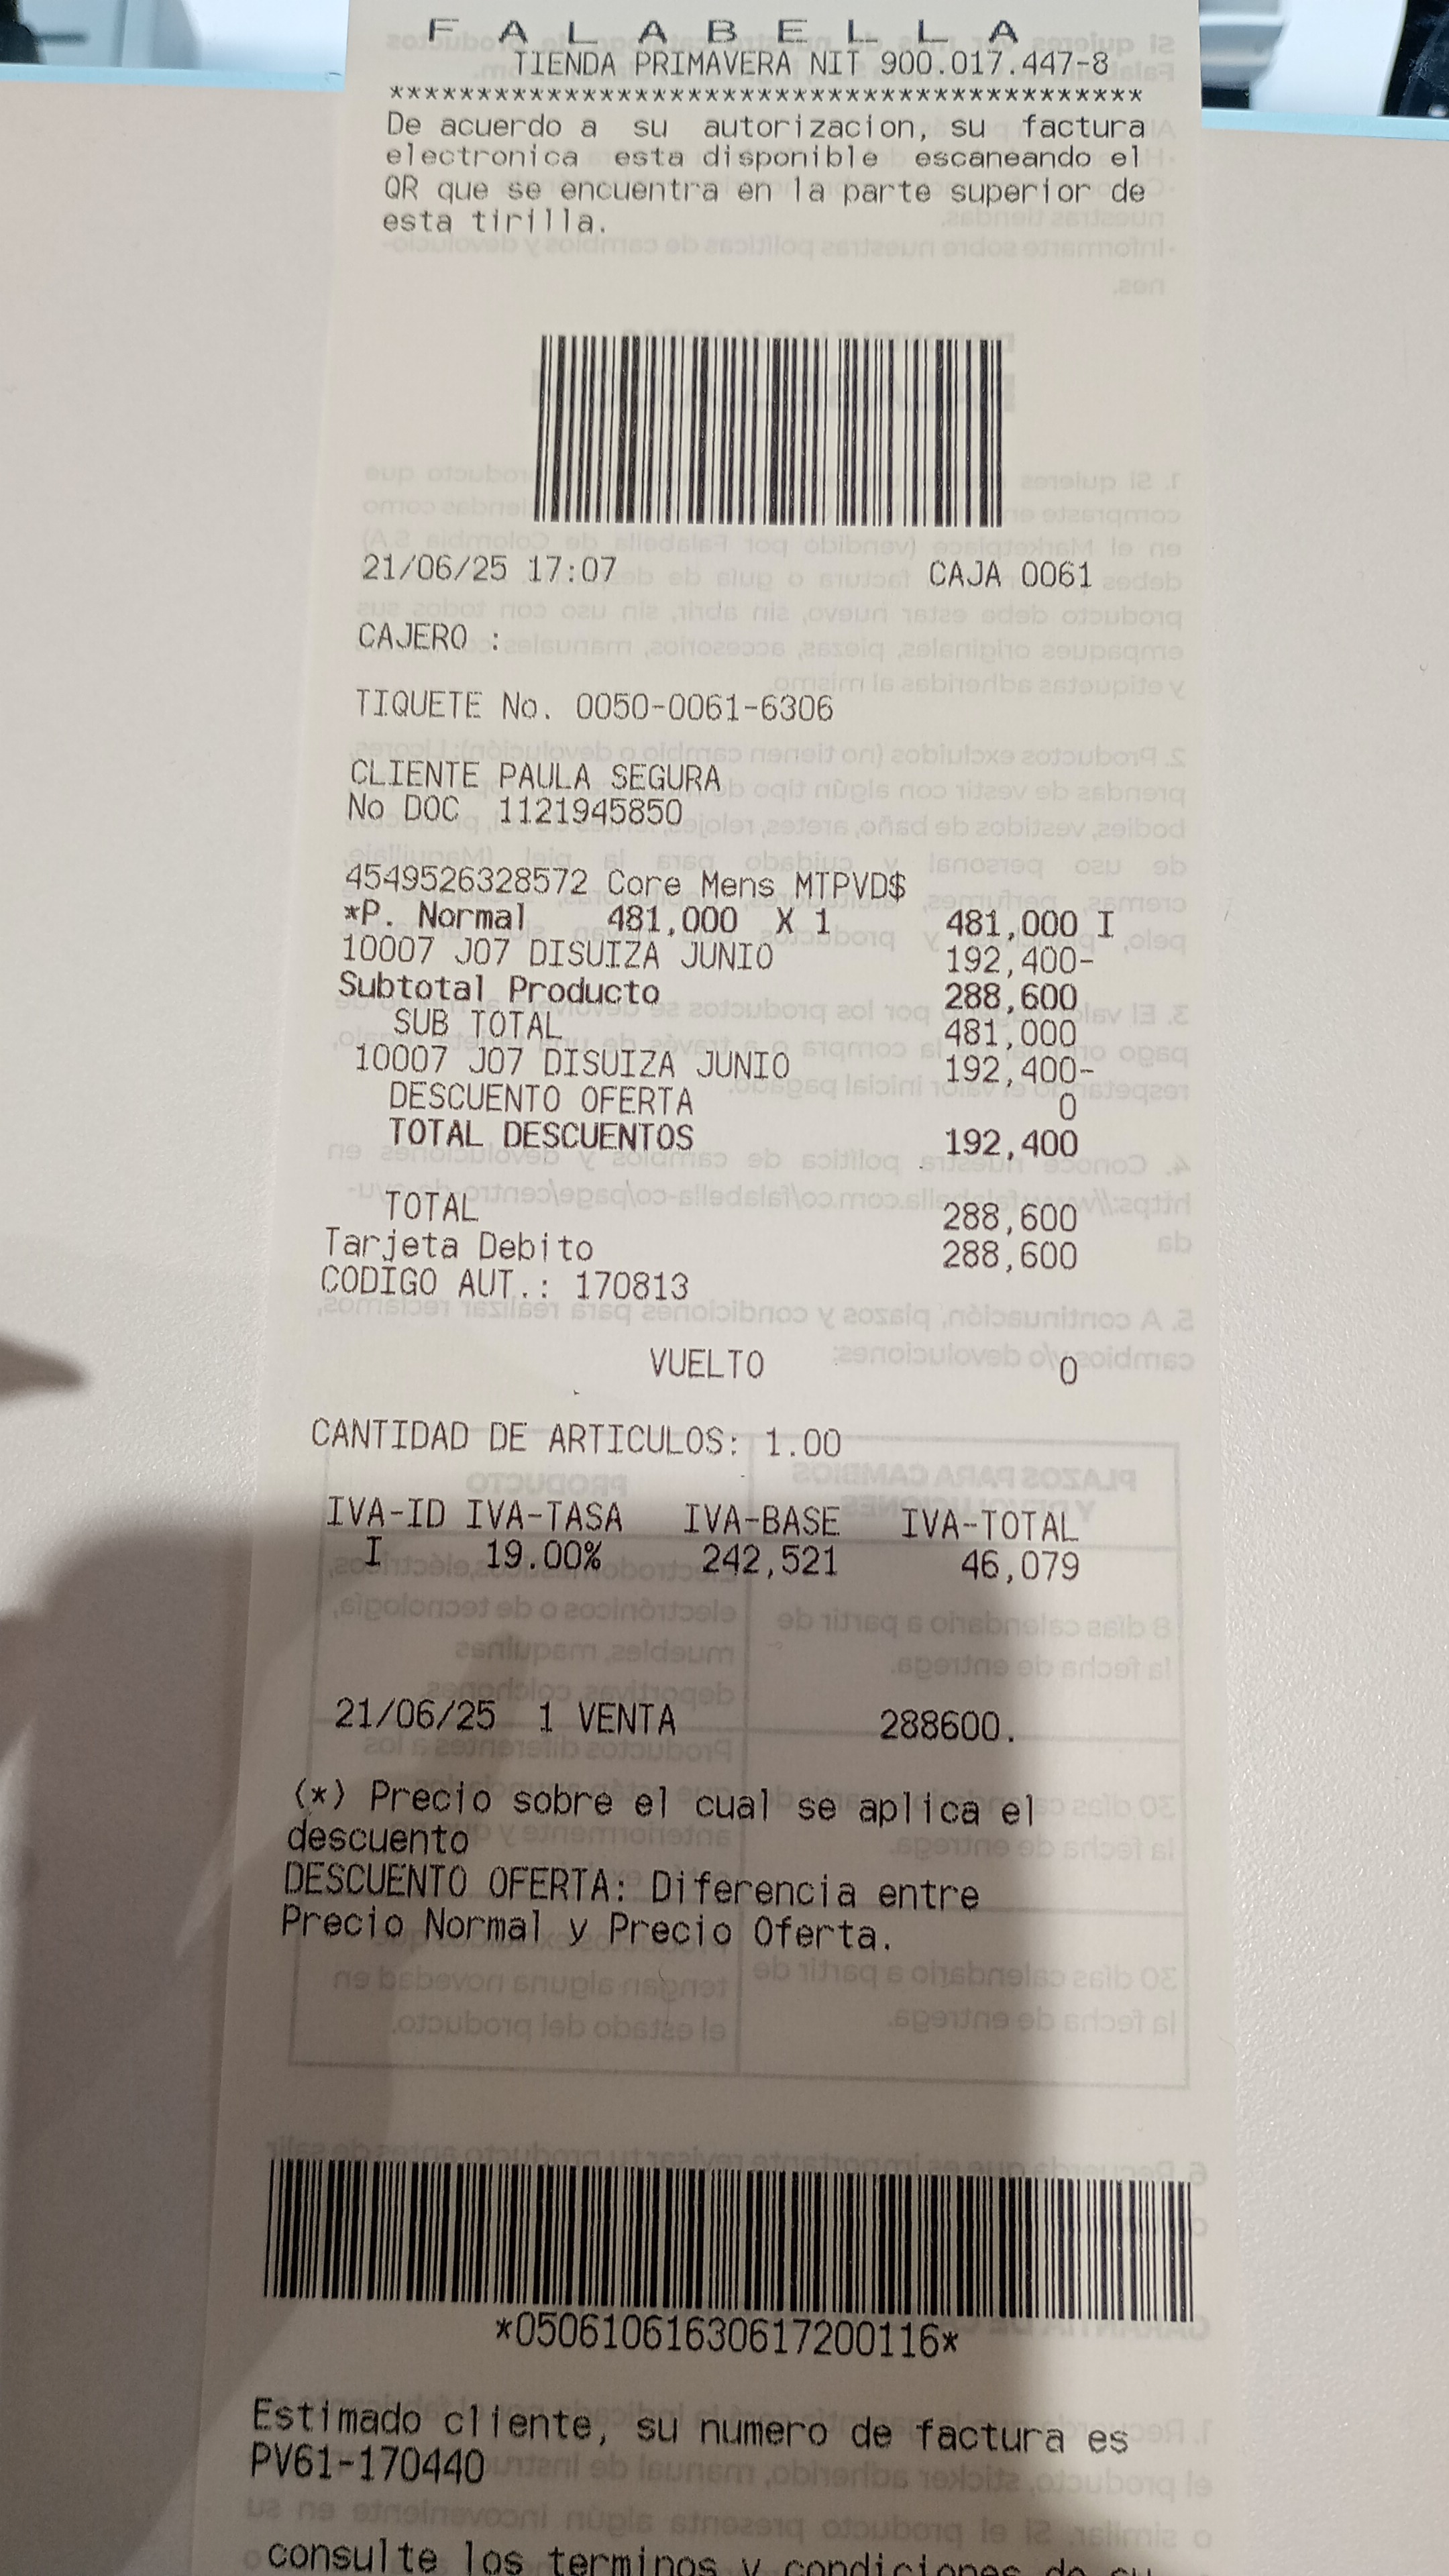 F A L A B E L L A
TIENDA PRIMAVERA NIT 900.017.447-8
*******************************************
De acuerdo a su autorizacion, su factura
electronica esta disponible escaneando el
QR que se encuentra en la parte superior de
esta tirilla.
21/06/25 17:07 CAJA 0061
CAJERO :
TIQUETE No. 0050-0061-6306
CLIENTE PAULA SEGURA
No DOC 1121945850
4549526328572 Core Mens MTPVD$
*P. Normal 481,000 X 1 481,000 I
10007 J07 DISUIZA JUNIO 192,400-
Subtotal Producto 288,600
SUB TOTAL 481,000
10007 J07 DISUIZA JUNIO 192,400-
DESCUENTO OFERTA 0
TOTAL DESCUENTOS 192,400
TOTAL 288,600
Tarjeta Debito 288,600
CODIGO AUT.: 170813
VUELTO 0
CANTIDAD DE ARTICULOS: 1.00
IVA-ID IVA-TASA IVA-BASE IVA-TOTAL
I 19.00% 242,521 46,079
21/06/25 1 VENTA 288600.
(*) Precio sobre el cual se aplica el
descuento
DESCUENTO OFERTA: Diferencia entre
Precio Normal y Precio Oferta.
*05061061630617200116*
Estimado cliente, su numero de factura es
PV61-170440
consulte los terminos y condiciones de su